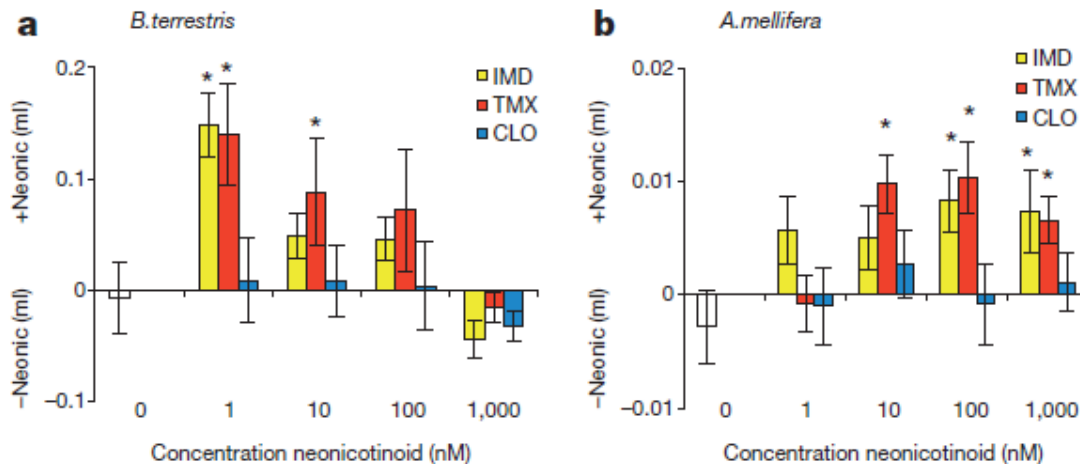 a
B.terrestris
+Neonic (ml)
–Neonic (ml)
0.2
0.1
0
–0.1
* * *
IMD
TMX
CLO
0 1 10 100 1,000
Concentration neonicotinoid (nM)
b
A.mellifera
+Neonic (ml)
–Neonic (ml)
0.02
0.01
0
–0.01
* * * * *
IMD
TMX
CLO
0 1 10 100 1,000
Concentration neonicotinoid (nM)